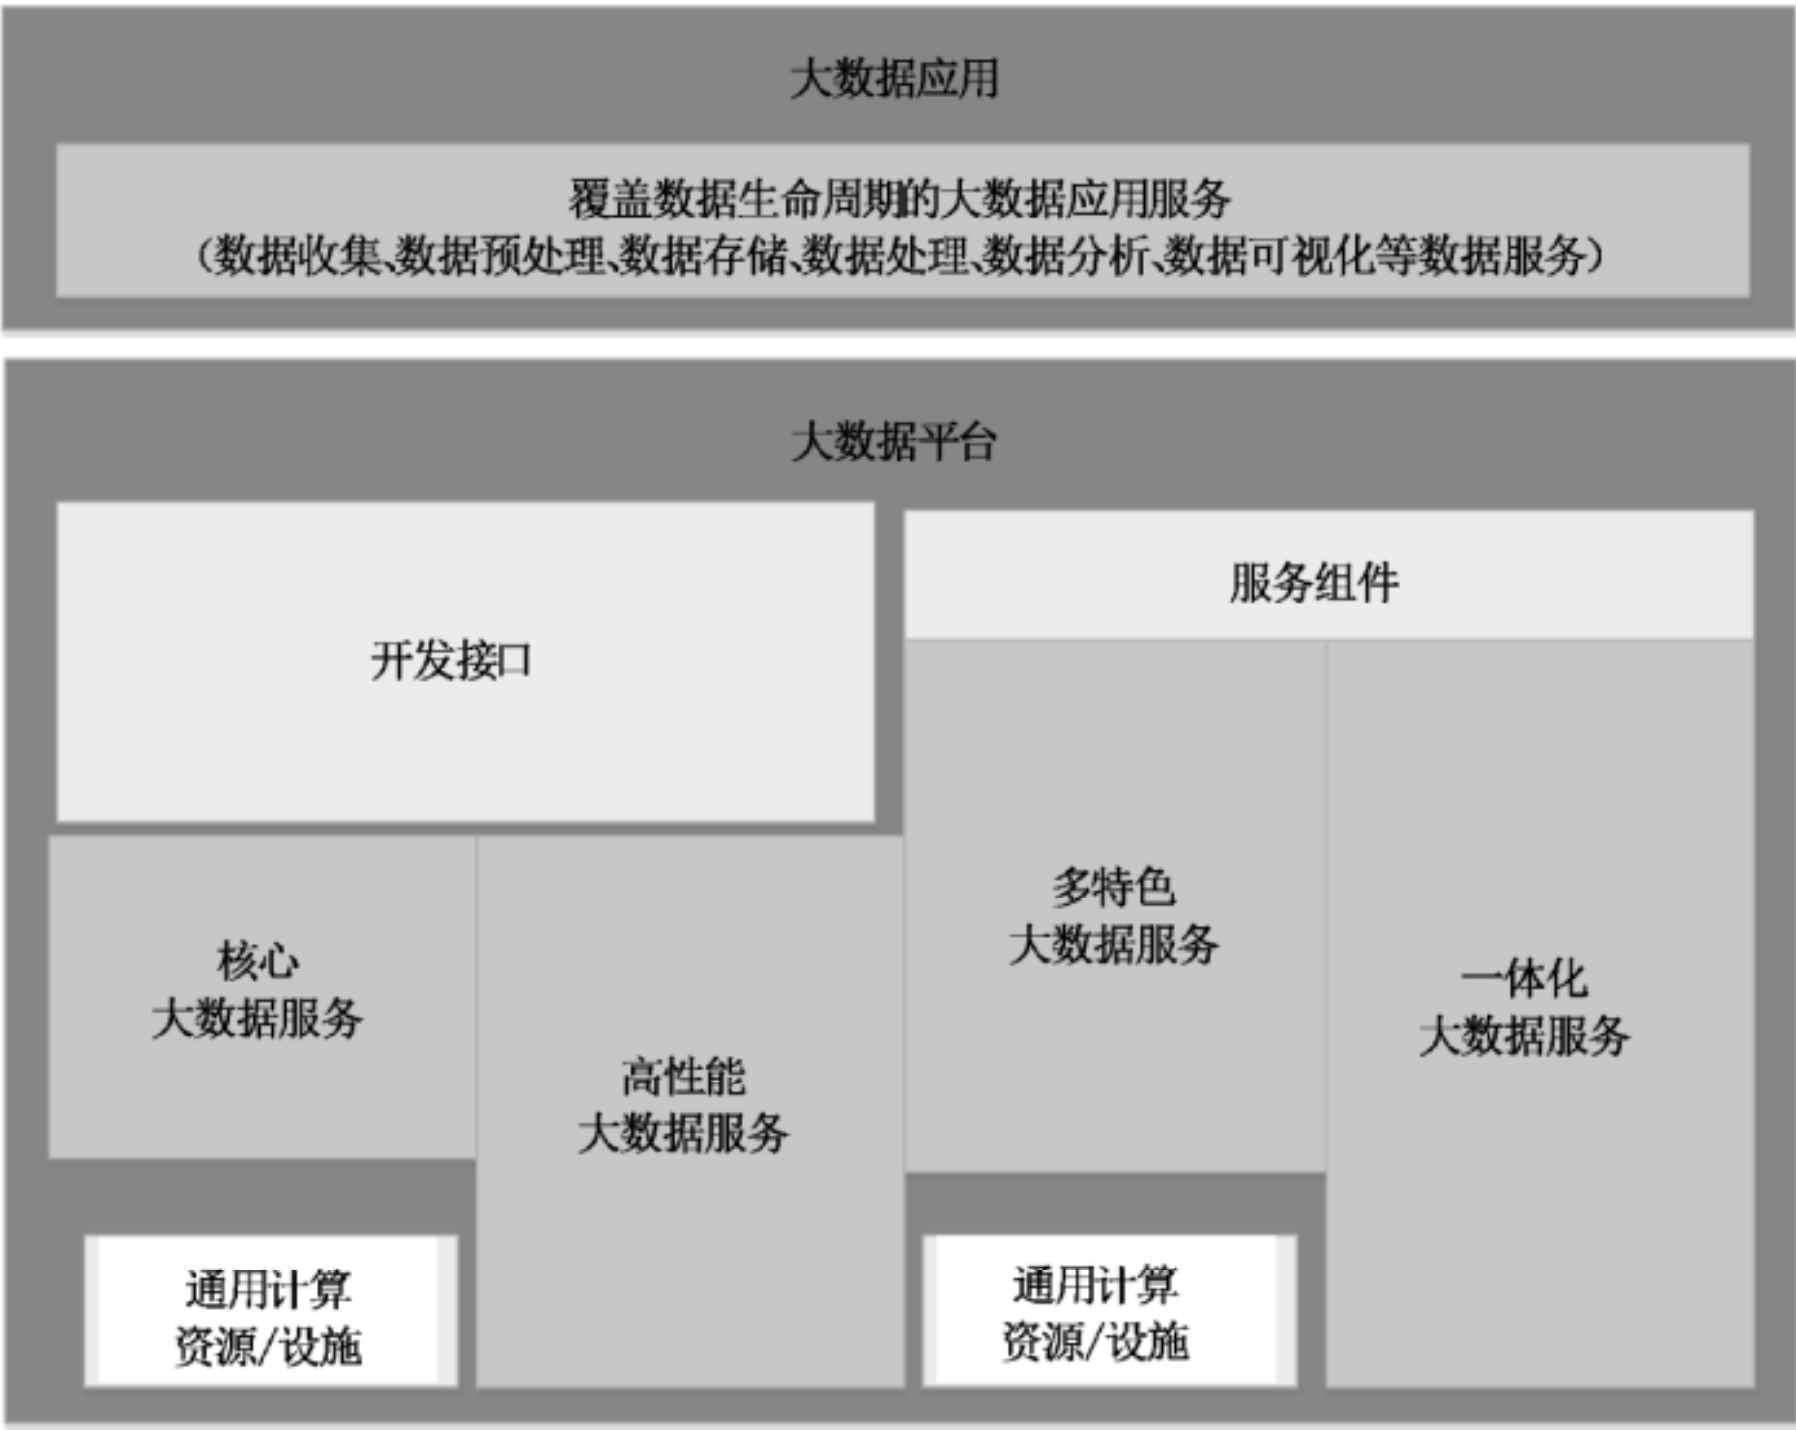 大数据应用
覆盖数据生命周期的大数据应用服务
（数据收集、数据预处理、数据存储、数据处理、数据分析、数据可视化等数据服务）
大数据平台
开发接口
服务组件
核心
大数据服务
高性能
大数据服务
多特色
大数据服务
一体化
大数据服务
通用计算
资源/设施
通用计算
资源/设施